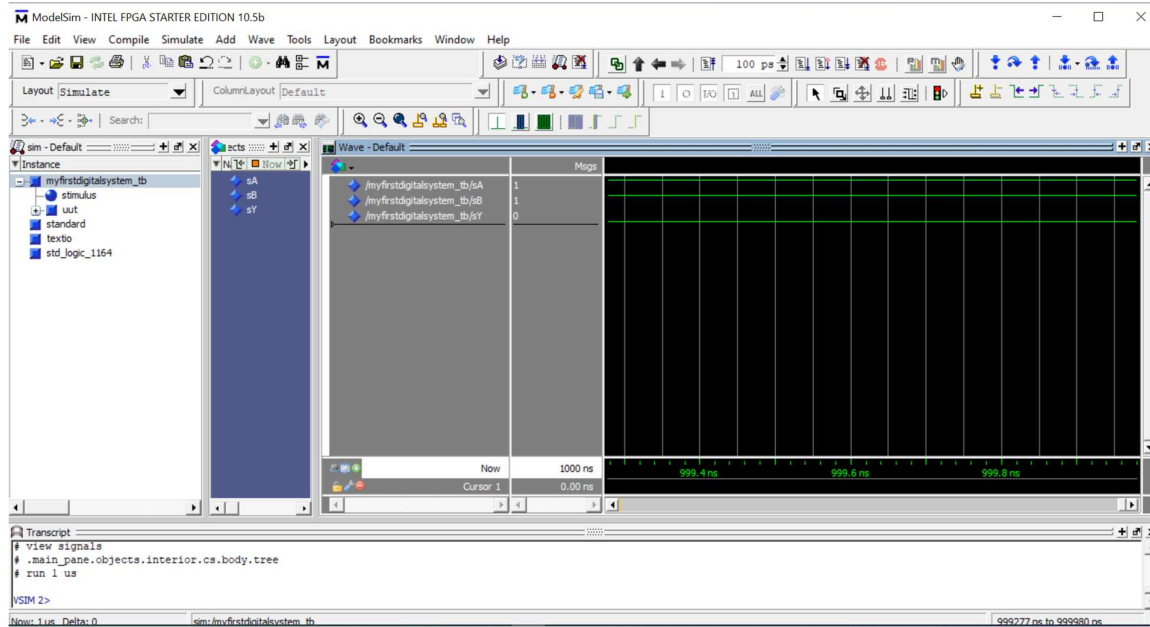 ModelSim - INTEL FPGA STARTER EDITION 10.5b
File Edit View Compile Simulate Add Wave Tools Layout Bookmarks Window Help
100 ps
Layout Simulate
ColumnLayout Default
Search:
sim - Default
Instance
myfirstdigitalsystem_tb
stimulus
uut
standard
textio
std_logic_1164
ects
N Now
sA
sB
sY
Wave - Default
Msgs
/myfirstdigitalsystem_tb/sA 1
/myfirstdigitalsystem_tb/sB 1
/myfirstdigitalsystem_tb/sY 0
Now 1000 ns
Cursor 1 0.00 ns
999.4 ns 999.6 ns 999.8 ns
Transcript
# view signals
# .main_pane.objects.interior.cs.body.tree
# run 1 us
VSIM 2>
Now: 1 us Delta: 0 sim:/myfirstdigitalsystem_tb 999277 ps to 999980 ps